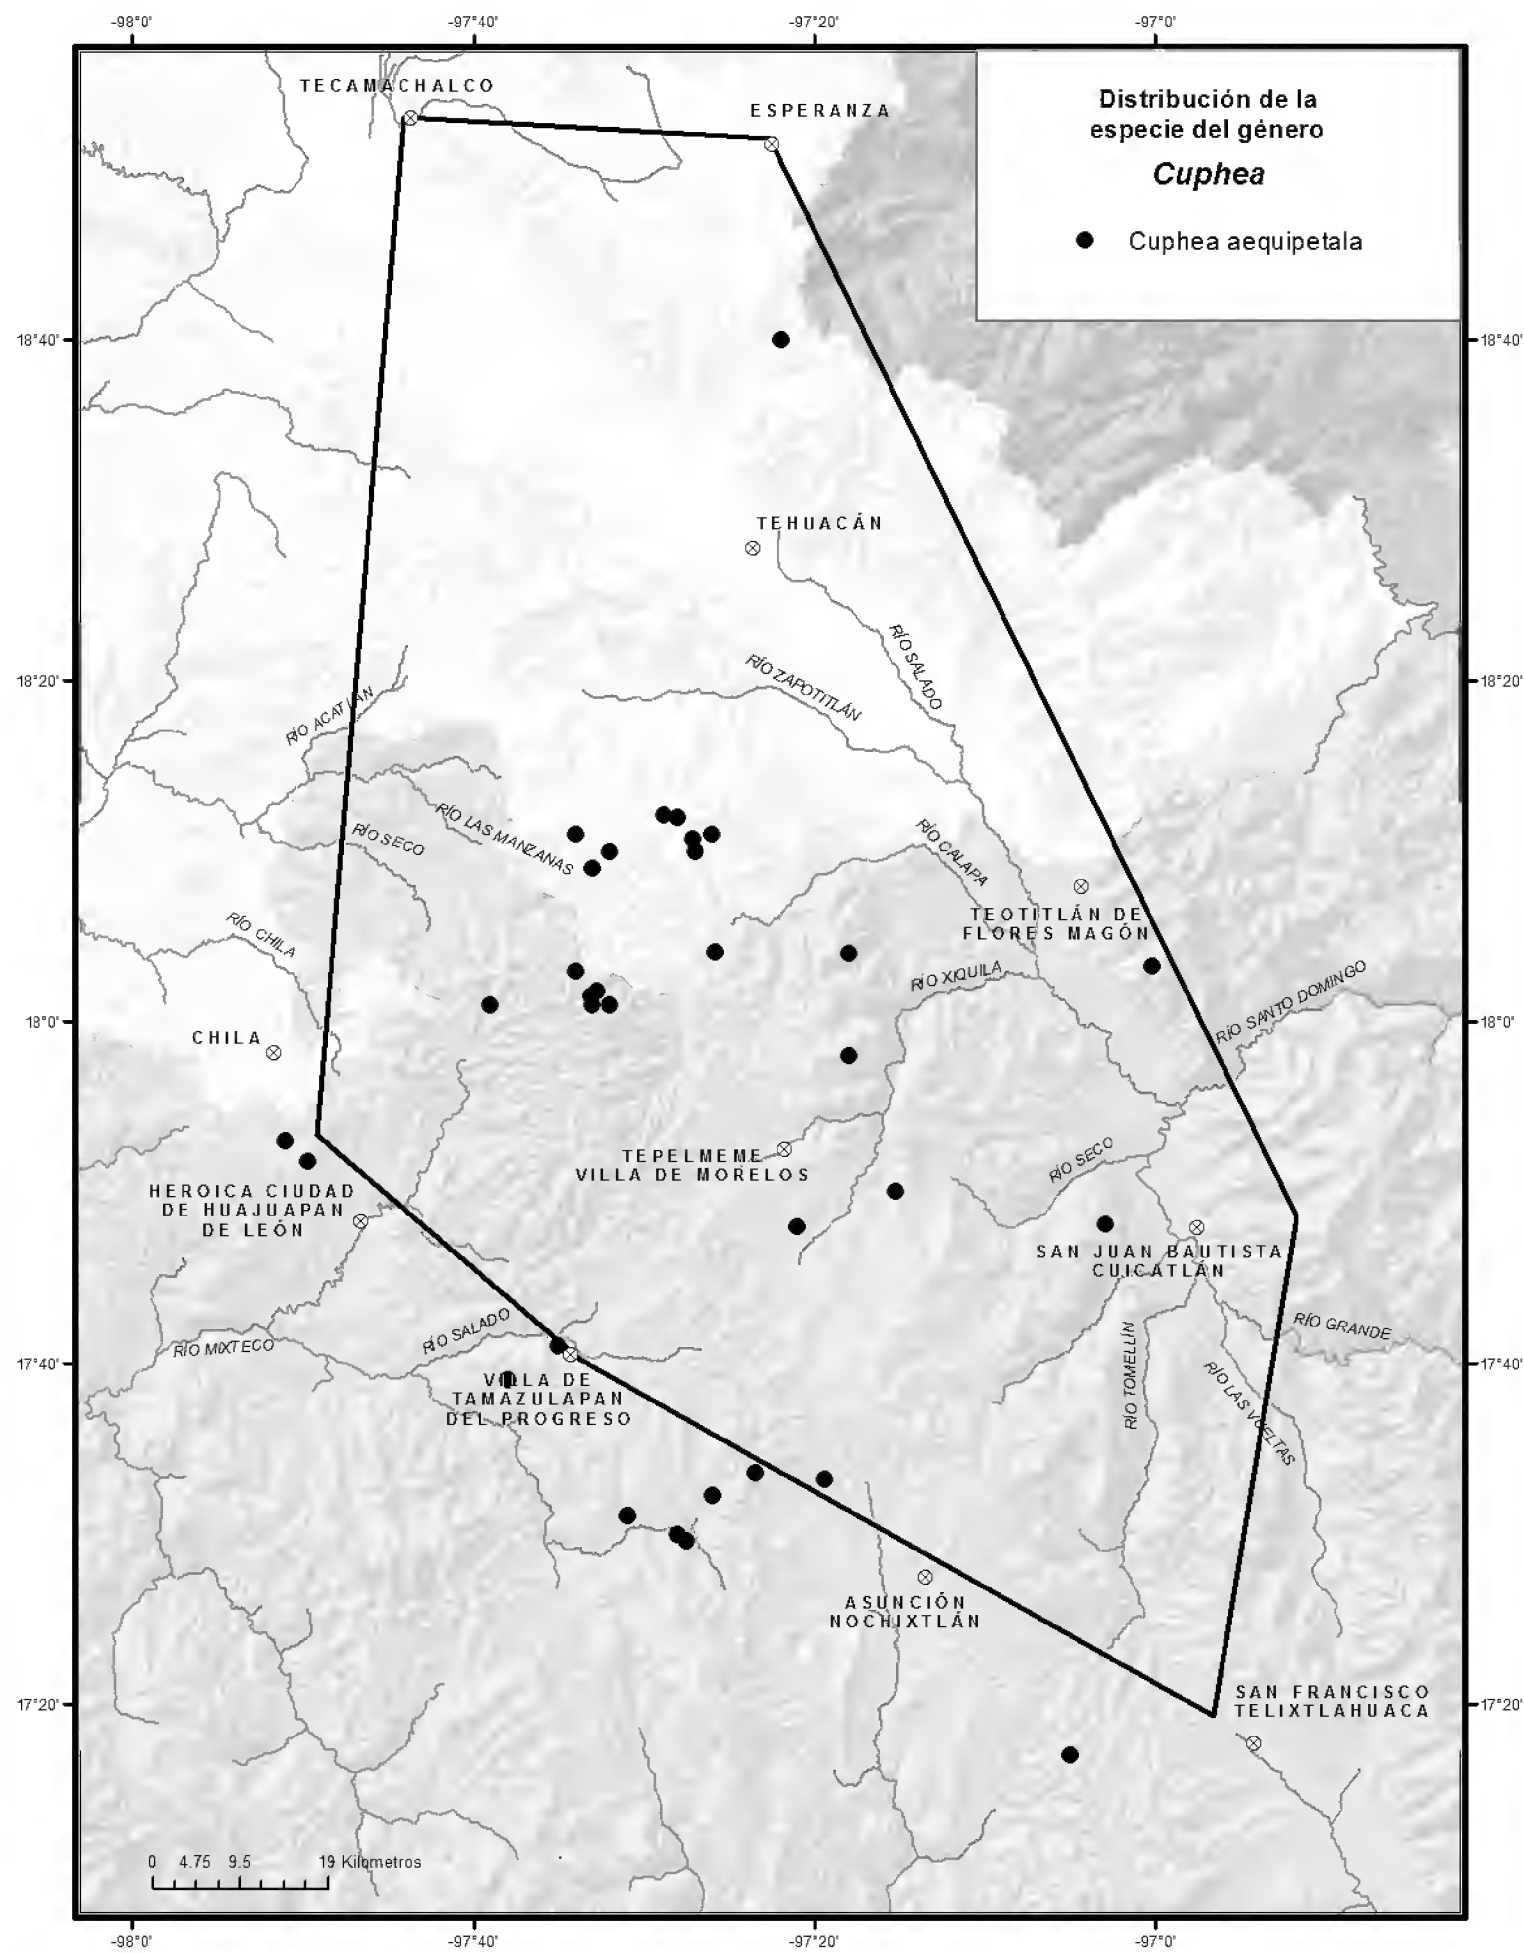 -98°0'
-97°40'
-97°20'
-97°0'
TECAMACHALCO
ESPERANZA
Distribución de la
especie del género
Cuphea
Cuphea aequipetala
18°40'
18°40'
TEHUACÁN
RÍO SALADO
RÍO ZAPOTITLÁN
18°20'
18°20'
RÍO ACATLÁN
RÍO LAS MANZANAS
RÍO SECO
RÍO CALAPA
TEOTITLÁN DE
FLORES MAGÓN
RÍO CHILA
RÍO XIQUILA
RÍO SANTO DOMINGO
18°0'
18°0'
CHILA
TEPELMEME
VILLA DE MORELOS
RÍO SECO
HEROICA CIUDAD
DE HUAJUAPAN
DE LEÓN
SAN JUAN BAUTISTA
CUICATLÁN
RÍO SALADO
RÍO MIXTECO
RÍO GRANDE
17°40'
17°40'
VILLA DE
TAMAZULAPAN
DEL PROGRESO
RÍO TOMELLÍN
RÍO LAS VUELTAS
ASUNCIÓN
NOCHIXTLÁN
17°20'
17°20'
SAN FRANCISCO
TELIXTLAHUACA
0 4.75 9.5 19 Kilometros
-98°0'
-97°40'
-97°20'
-97°0'